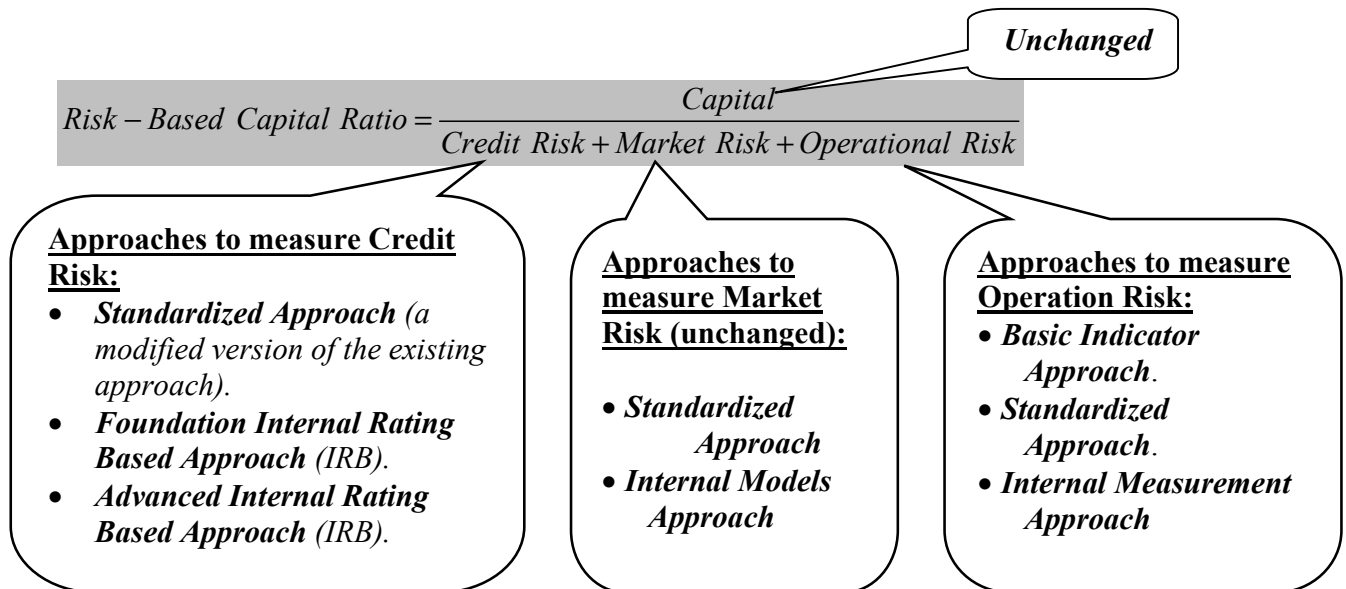 Unchanged
Risk – Based Capital Ratio = Capital
Credit Risk + Market Risk + Operational Risk
Approaches to measure Credit
Risk:
• Standardized Approach (a
modified version of the existing
approach).
• Foundation Internal Rating
Based Approach (IRB).
• Advanced Internal Rating
Based Approach (IRB).
Approaches to
measure Market
Risk (unchanged):
• Standardized
Approach
• Internal Models
Approach
Approaches to measure
Operation Risk:
• Basic Indicator
Approach.
• Standardized
Approach.
• Internal Measurement
Approach